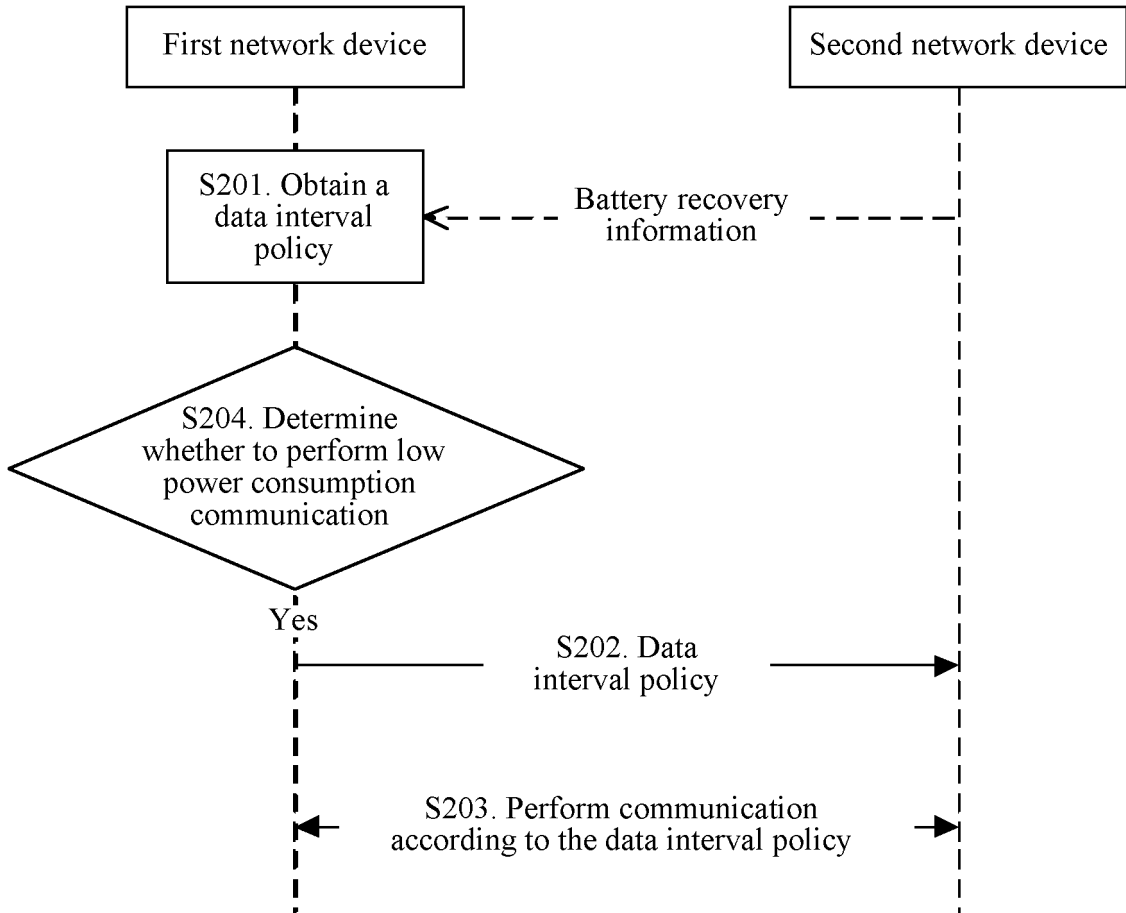 First network device
Second network device
S201. Obtain a
data interval
policy
Battery recovery
information
S204. Determine
whether to perform low
power consumption
communication
Yes
S202. Data
interval policy
S203. Perform communication
according to the data interval policy